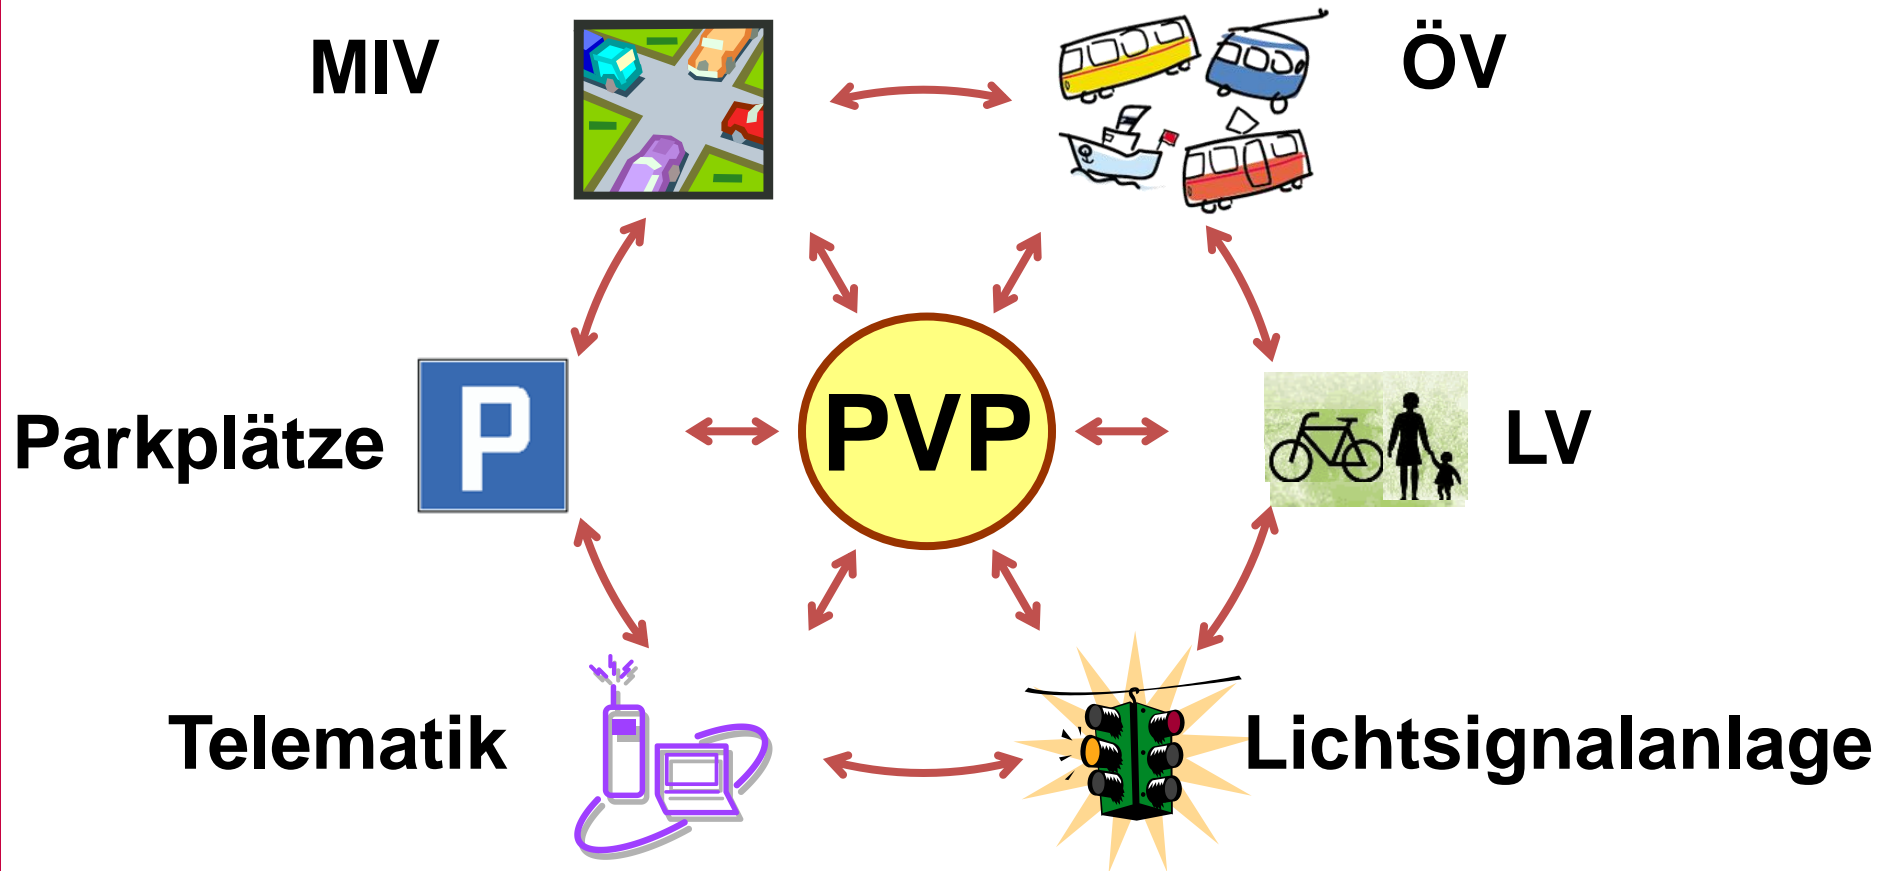 MIV
ÖV
Parkplätze
P
PVP
LV
Telematik
Lichtsignalanlage